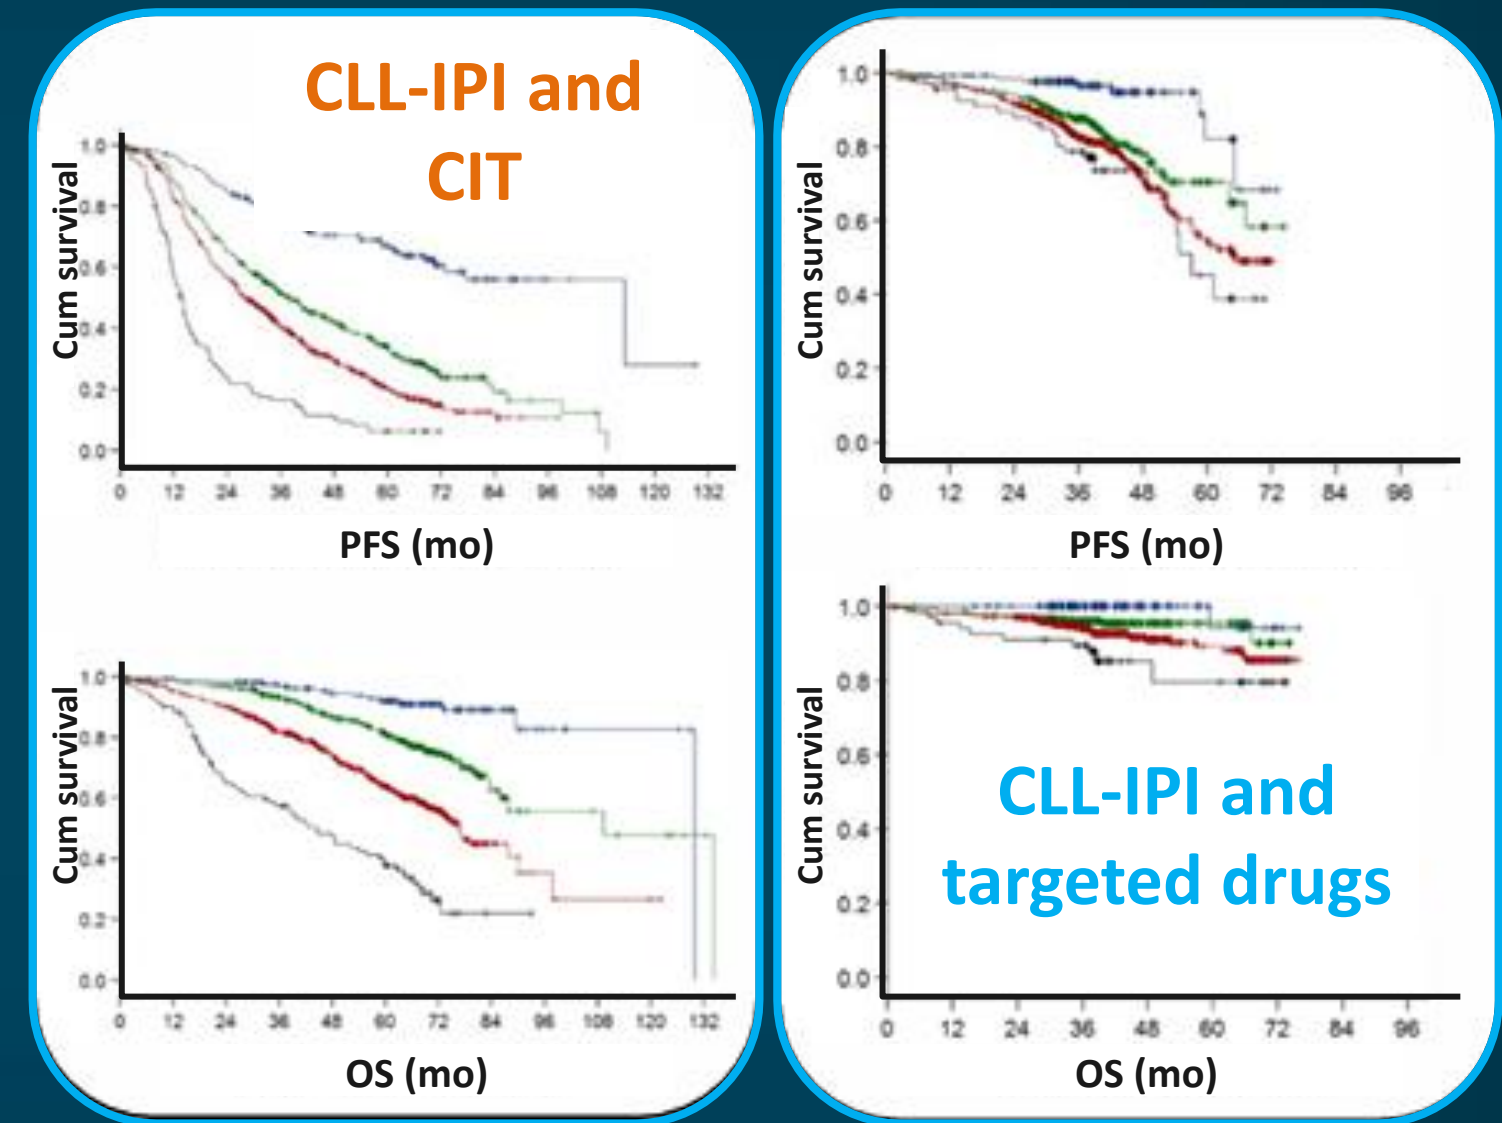 CLL-IPI and
CIT
Cum survival
1.0
0.8
0.6
0.4
0.2
0.0
0 12 24 36 48 60 72 84 96 108 120 132
PFS (mo)
Cum survival
1.0
0.8
0.6
0.4
0.2
0.0
0 12 24 36 48 60 72 84 96 108 120 132
OS (mo)
Cum survival
1.0
0.8
0.6
0.4
0.2
0.0
0 12 24 36 48 60 72 84 96
PFS (mo)
Cum survival
1.0
0.8
0.6
0.4
0.2
0.0
CLL-IPI and
targeted drugs
0 12 24 36 48 60 72 84 96
OS (mo)